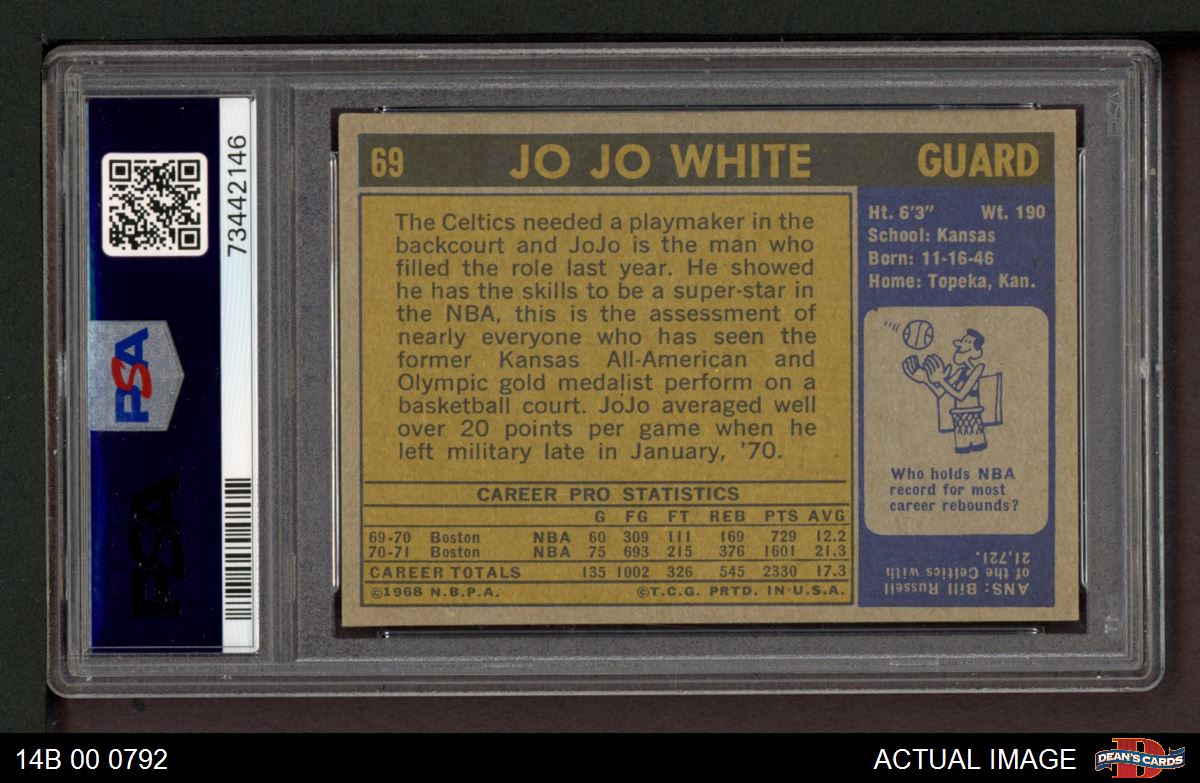 73442146
PSA
PSA
PSA
69 JO JO WHITE GUARD
The Celtics needed a playmaker in the
backcourt and JoJo is the man who
filled the role last year. He showed
he has the skills to be a super-star in
the NBA, this is the assessment of
nearly everyone who has seen the
former Kansas All-American and
Olympic gold medalist perform on a
basketball court. JoJo averaged well
over 20 points per game when he
left military late in January, '70.
CAREER PRO STATISTICS
G FG FT REB PTS AVG
69-70 Boston NBA 60 309 111 169 729 12.2
70-71 Boston NBA 75 693 215 376 1601 21.3
CAREER TOTALS 135 1002 326 545 2330 17.3
©1968 N.B.P.A. ©T.C.G. PRTD. IN U.S.A.
Ht. 6'3" Wt. 190
School: Kansas
Born: 11-16-46
Home: Topeka, Kan.
Who holds NBA
record for most
career rebounds?
ANS: Bill Russell
of the Celtics with
21,721.
14B 00 0792
ACTUAL IMAGE
D
DEAN'S CARDS